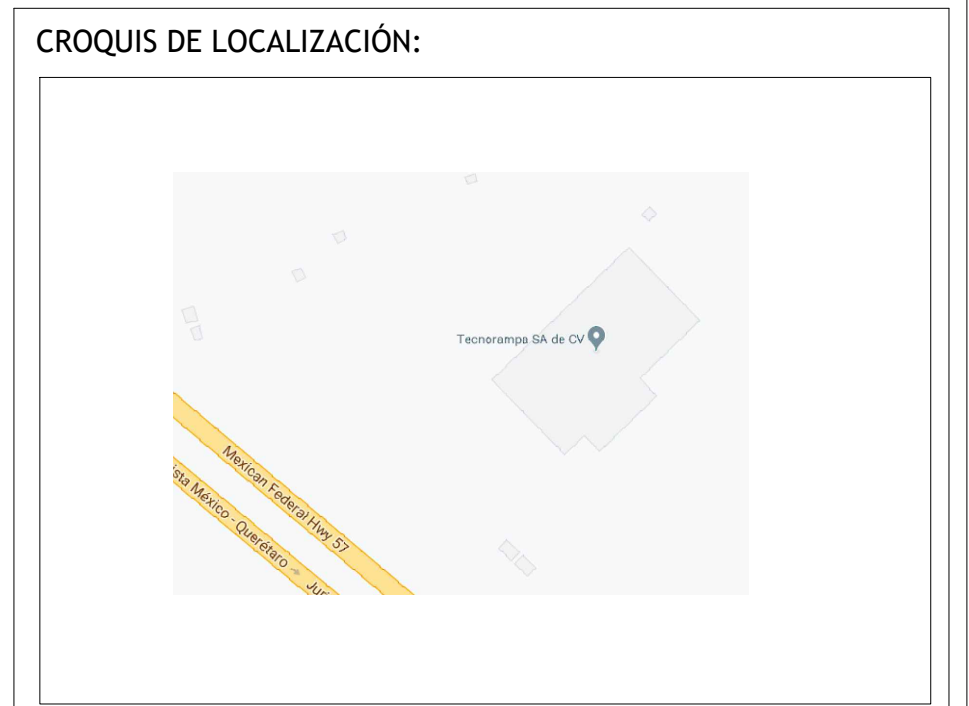 CROQUIS DE LOCALIZACIÓN:
Tecnorampa SA de CV
Mexican Federal Hwy 57
ista México - Querétaro